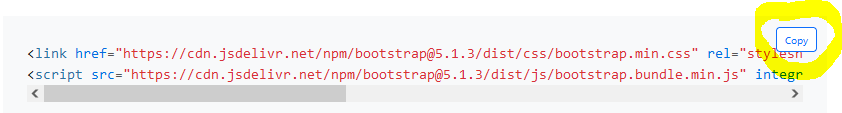 Copy
<link href="https://cdn.jsdelivr.net/npm/bootstrap@5.1.3/dist/css/bootstrap.min.css" rel="stylesh
<script src="https://cdn.jsdelivr.net/npm/bootstrap@5.1.3/dist/js/bootstrap.bundle.min.js" integr